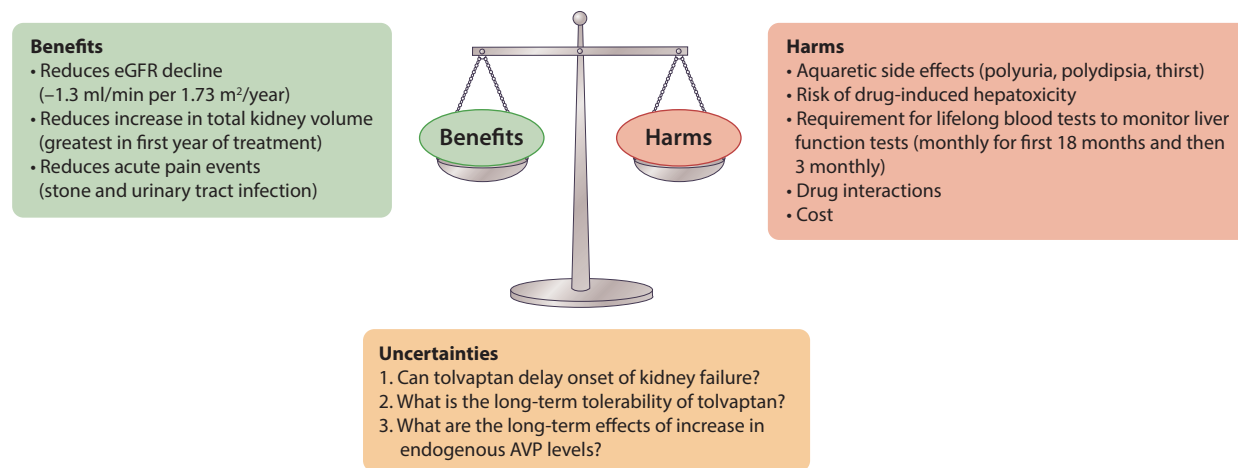 Benefits
• Reduces eGFR decline
(–1.3 ml/min per 1.73 m²/year)
• Reduces increase in total kidney volume
(greatest in first year of treatment)
• Reduces acute pain events
(stone and urinary tract infection)
Benefits
Harms
Harms
• Aquaretic side effects (polyuria, polydipsia, thirst)
• Risk of drug-induced hepatoxicity
• Requirement for lifelong blood tests to monitor liver
function tests (monthly for first 18 months and then
3 monthly)
• Drug interactions
• Cost
Uncertainties
1. Can tolvaptan delay onset of kidney failure?
2. What is the long-term tolerability of tolvaptan?
3. What are the long-term effects of increase in
endogenous AVP levels?